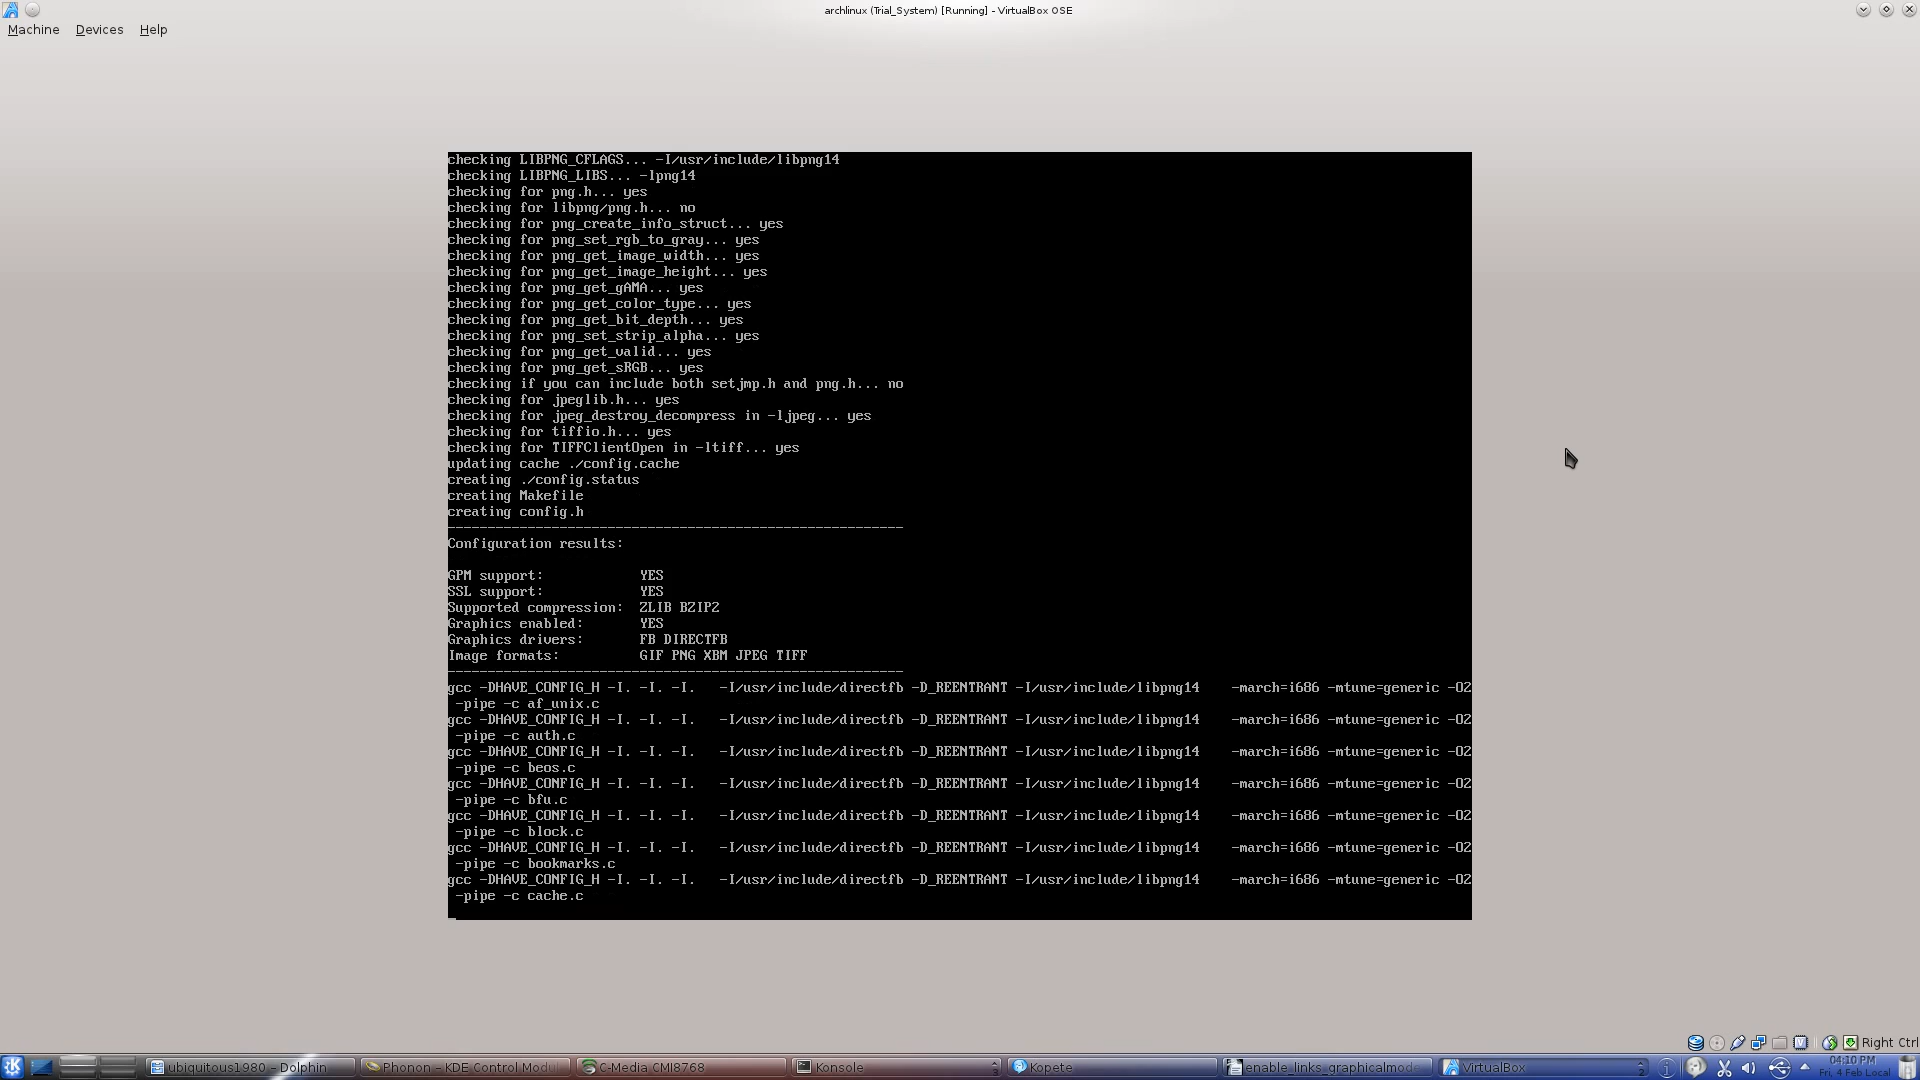 archlinux (Trial_System) [Running] - VirtualBox OSE
Machine Devices Help
checking LIBPNG_CFLAGS... -I/usr/include/libpng14
checking LIBPNG_LIBS... -lpng14
checking for png.h... yes
checking for libpng/png.h... no
checking for png_create_info_struct... yes
checking for png_set_rgb_to_gray... yes
checking for png_get_image_width... yes
checking for png_get_image_height... yes
checking for png_get_gAMA... yes
checking for png_get_color_type... yes
checking for png_get_bit_depth... yes
checking for png_set_strip_alpha... yes
checking for png_get_valid... yes
checking for png_get_sRGB... yes
checking if you can include both setjmp.h and png.h... no
checking for jpeglib.h... yes
checking for jpeg_destroy_decompress in -ljpeg... yes
checking for tiffio.h... yes
checking for TIFFClientOpen in -ltiff... yes
updating cache ./config.cache
creating ./config.status
creating Makefile
creating config.h
---------------------------------------------------------
Configuration results:
GPM support: YES
SSL support: YES
Supported compression: ZLIB BZIP2
Graphics enabled: YES
Graphics drivers: FB DIRECTFB
Image formats: GIF PNG XBM JPEG TIFF
---------------------------------------------------------
gcc -DHAVE_CONFIG_H -I. -I. -I. -I/usr/include/directfb -D_REENTRANT -I/usr/include/libpng14 -march=i686 -mtune=generic -O2
-pipe -c af_unix.c
gcc -DHAVE_CONFIG_H -I. -I. -I. -I/usr/include/directfb -D_REENTRANT -I/usr/include/libpng14 -march=i686 -mtune=generic -O2
-pipe -c auth.c
gcc -DHAVE_CONFIG_H -I. -I. -I. -I/usr/include/directfb -D_REENTRANT -I/usr/include/libpng14 -march=i686 -mtune=generic -O2
-pipe -c beos.c
gcc -DHAVE_CONFIG_H -I. -I. -I. -I/usr/include/directfb -D_REENTRANT -I/usr/include/libpng14 -march=i686 -mtune=generic -O2
-pipe -c bfu.c
gcc -DHAVE_CONFIG_H -I. -I. -I. -I/usr/include/directfb -D_REENTRANT -I/usr/include/libpng14 -march=i686 -mtune=generic -O2
-pipe -c block.c
gcc -DHAVE_CONFIG_H -I. -I. -I. -I/usr/include/directfb -D_REENTRANT -I/usr/include/libpng14 -march=i686 -mtune=generic -O2
-pipe -c bookmarks.c
gcc -DHAVE_CONFIG_H -I. -I. -I. -I/usr/include/directfb -D_REENTRANT -I/usr/include/libpng14 -march=i686 -mtune=generic -O2
-pipe -c cache.c
Right Ctrl
ubiquitous1980 - Dolphin Phonon – KDE Control Modul C-Media CMI8768 Konsole Kopete enable_links_graphicalmode VirtualBox 2
04:10 PM
Fri, 4 Feb Local